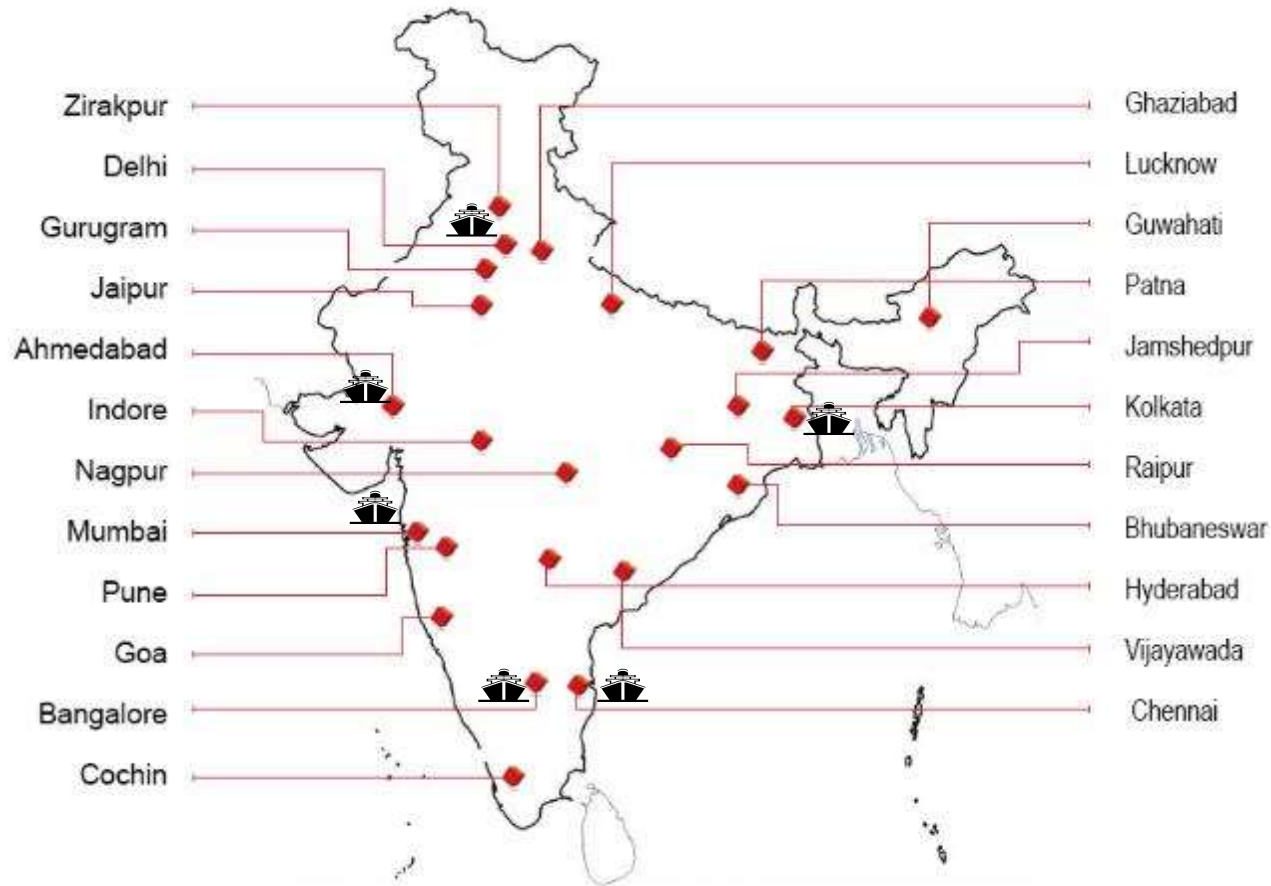 Zirakpur
Delhi
Gurugram
Jaipur
Ahmedabad
Indore
Nagpur
Mumbai
Pune
Goa
Bangalore
Cochin
Ghaziabad
Lucknow
Guwahati
Patna
Jamshedpur
Kolkata
Raipur
Bhubaneswar
Hyderabad
Vijayawada
Chennai